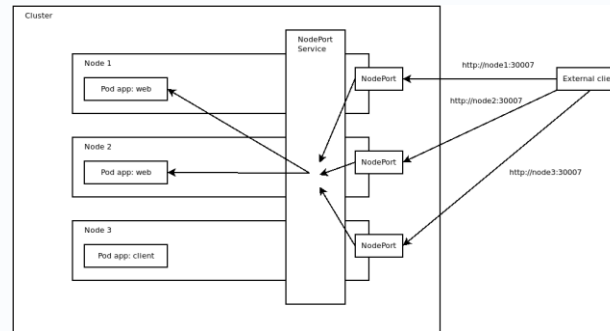 Cluster
NodePort
Service
Node 1
Pod app: web
NodePort
http://node1:30007
External clie
http://node2:30007
Node 2
Pod app: web
NodePort
http://node3:30007
Node 3
Pod app: client
NodePort